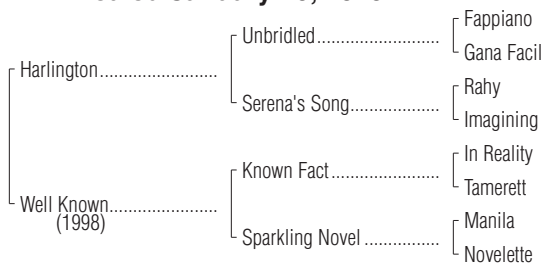 Fappiano
Unbridled
Gana Facil
Harlington
Rahy
Serena's Song
Imagining
In Reality
Known Fact
Tamerett
Well Known
(1998)
Manila
Sparkling Novel
Novelette